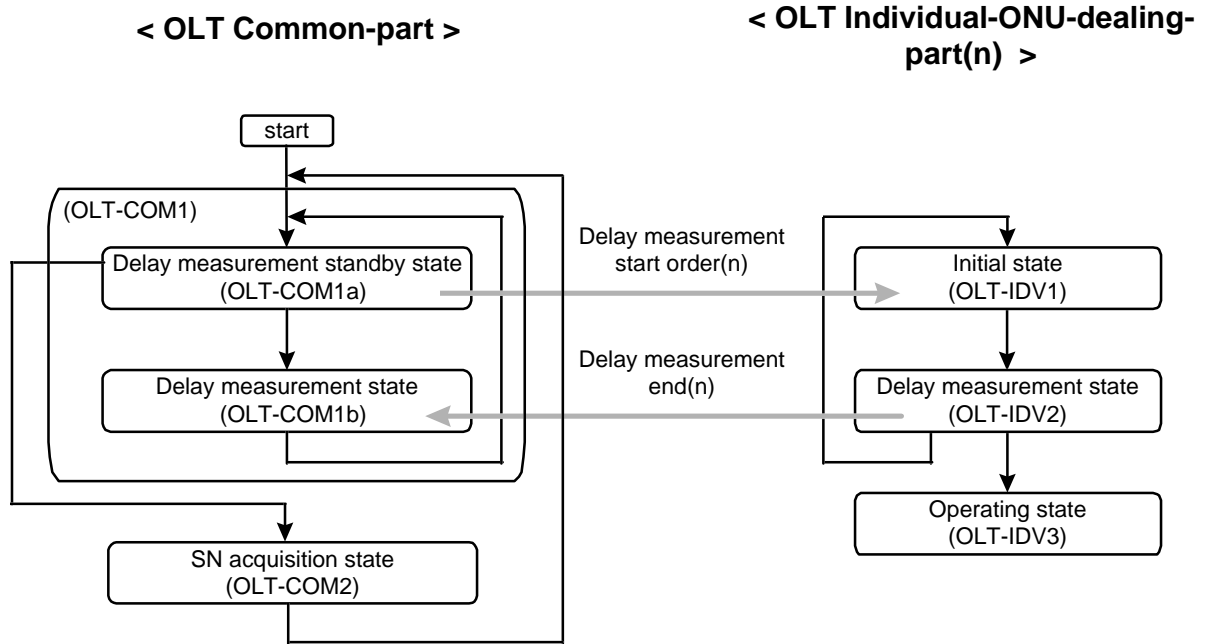 < OLT Common-part >
< OLT Individual-ONU-dealing-
part(n) >
start
(OLT-COM1)
Delay measurement standby state
(OLT-COM1a)
Delay measurement
start order(n)
Initial state
(OLT-IDV1)
Delay measurement state
(OLT-COM1b)
Delay measurement
end(n)
Delay measurement state
(OLT-IDV2)
Operating state
(OLT-IDV3)
SN acquisition state
(OLT-COM2)